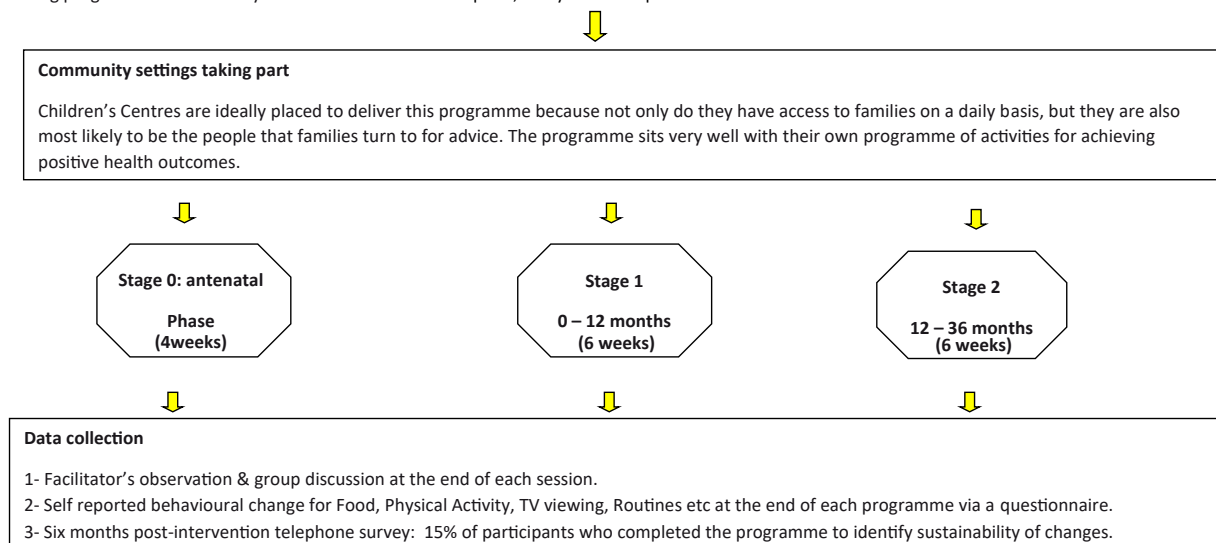 Community settings taking part
Children’s Centres are ideally placed to deliver this programme because not only do they have access to families on a daily basis, but they are also
most likely to be the people that families turn to for advice. The programme sits very well with their own programme of activities for achieving
positive health outcomes.
Stage 0: antenatal
Phase
(4weeks)
Stage 1
0 – 12 months
(6 weeks)
Stage 2
12 – 36 months
(6 weeks)
Data collection
1- Facilitator’s observation & group discussion at the end of each session.
2- Self reported behavioural change for Food, Physical Activity, TV viewing, Routines etc at the end of each programme via a questionnaire.
3- Six months post-intervention telephone survey: 15% of participants who completed the programme to identify sustainability of changes.